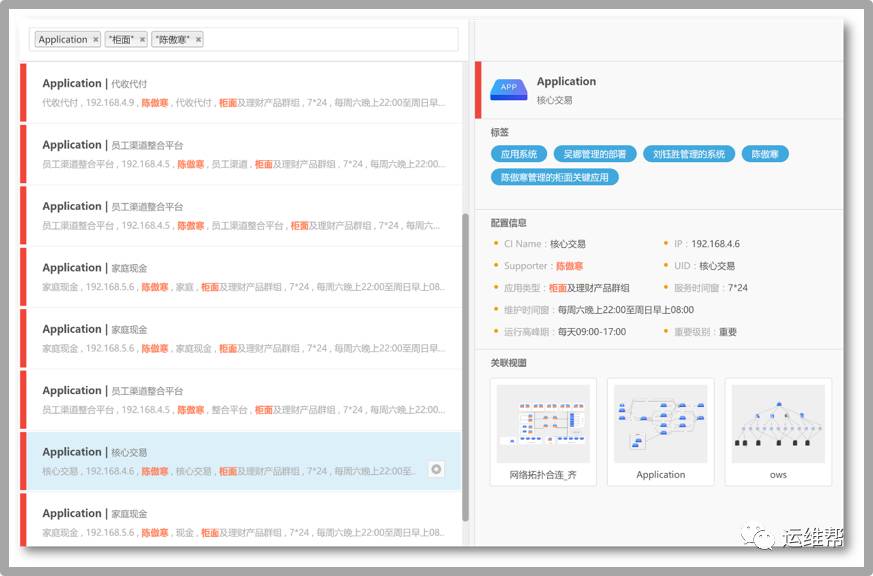 Application × "柜面" × "陈傲寒" ×
Application | 代收代付
代收代付 , 192.168.4.9 , 陈傲寒 , 代收代付 , 柜面及理财产品群组 , 7*24 , 每周六晚上22:00至周日早...
Application | 员工渠道整合平台
员工渠道整合平台 , 192.168.4.5 , 陈傲寒 , 员工渠道 , 柜面及理财产品群组 , 7*24 , 每周六晚上22:00...
Application | 员工渠道整合平台
员工渠道整合平台 , 192.168.4.5 , 陈傲寒 , 员工渠道整合平台 , 柜面及理财产品群组 , 7*24 , 每周六...
Application | 家庭现金
家庭现金 , 192.168.5.6 , 陈傲寒 , 家庭 , 柜面及理财产品群组 , 7*24 , 每周六晚上22:00至周日早上08...
Application | 家庭现金
家庭现金 , 192.168.5.6 , 陈傲寒 , 家庭现金 , 柜面及理财产品群组 , 7*24 , 每周六晚上22:00至周日早...
Application | 员工渠道整合平台
员工渠道整合平台 , 192.168.4.5 , 陈傲寒 , 整合平台 , 柜面及理财产品群组 , 7*24 , 每周六晚上22:00...
Application | 核心交易
核心交易 , 192.168.4.6 , 陈傲寒 , 核心交易 , 柜面及理财产品群组 , 7*24 , 每周六晚上22:00至...
Application | 家庭现金
家庭现金 , 192.168.5.6 , 陈傲寒 , 现金 , 柜面及理财产品群组 , 7*24 , 每周六晚上22:00至周日早上08...
APP
Application
核心交易
标签
应用系统 吴娜管理的部署 刘钰胜管理的系统 陈傲寒
陈傲寒管理的柜面关键应用
配置信息
CI Name : 核心交易 IP : 192.168.4.6
Supporter : 陈傲寒 UID : 核心交易
应用类型 : 柜面及理财产品群组 服务时间窗 : 7*24
维护时间窗 : 每周六晚上22:00至周日早上08:00
运行高峰期 : 每天09:00-17:00 重要级别 : 重要
关联视图
网络拓扑合连_齐 Application ows
运维帮